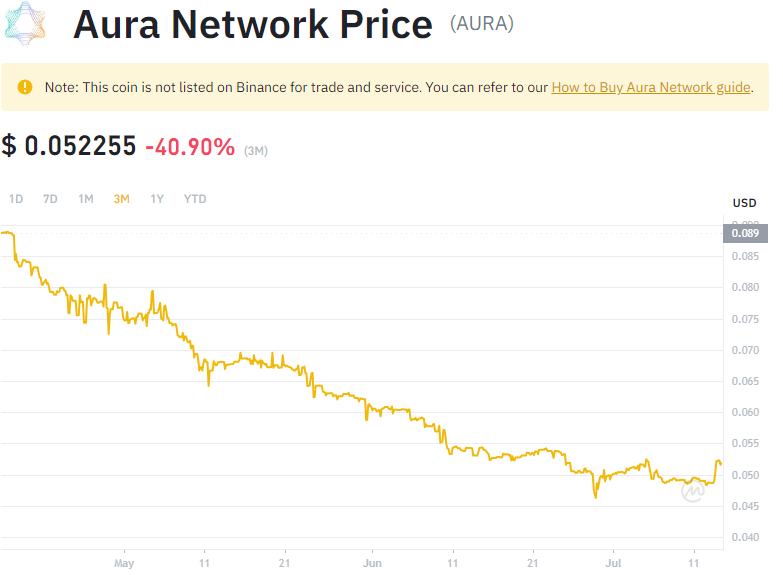 Aura Network Price (AURA)
Note: This coin is not listed on Binance for trade and service. You can refer to our How to Buy Aura Network guide.
$ 0.052255 -40.90% (3M)
1D 7D 1M 3M 1Y YTD
USD
0.090
0.089
0.085
0.080
0.075
0.070
0.065
0.060
0.055
0.050
0.045
0.040
May 11 21 Jun 11 21 Jul 11